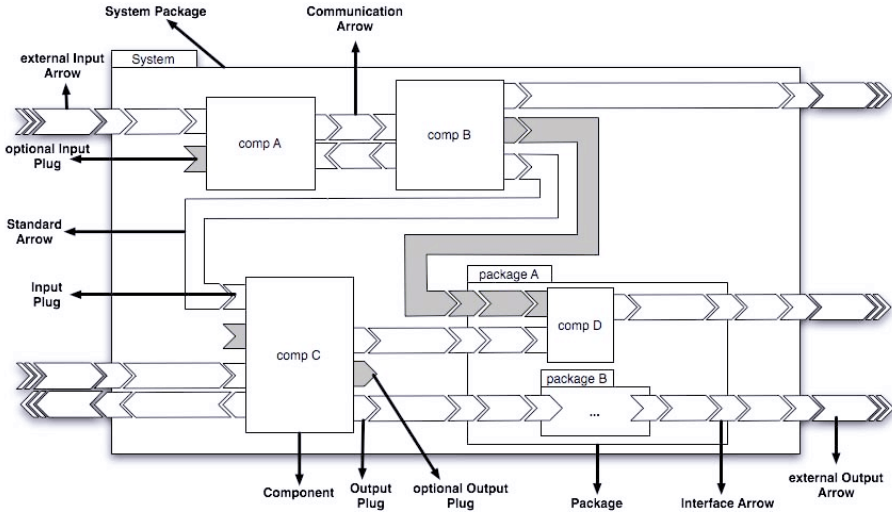 System Package
Communication
Arrow
external Input
Arrow
System
comp A
comp B
optional Input
Plug
Standard
Arrow
Input
Plug
package A
comp D
comp C
package B
...
Component
Output
Plug
optional Output
Plug
Package
Interface Arrow
external Output
Arrow